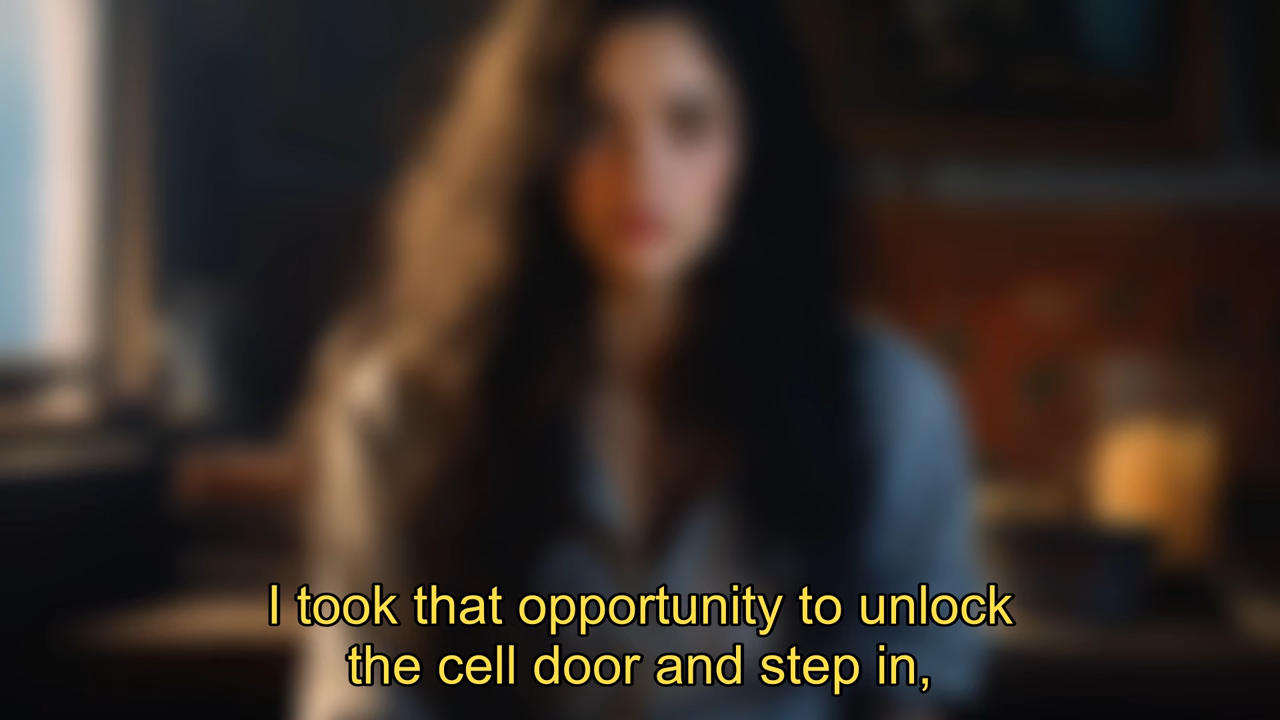 I took that opportunity to unlock
the cell door and step in,